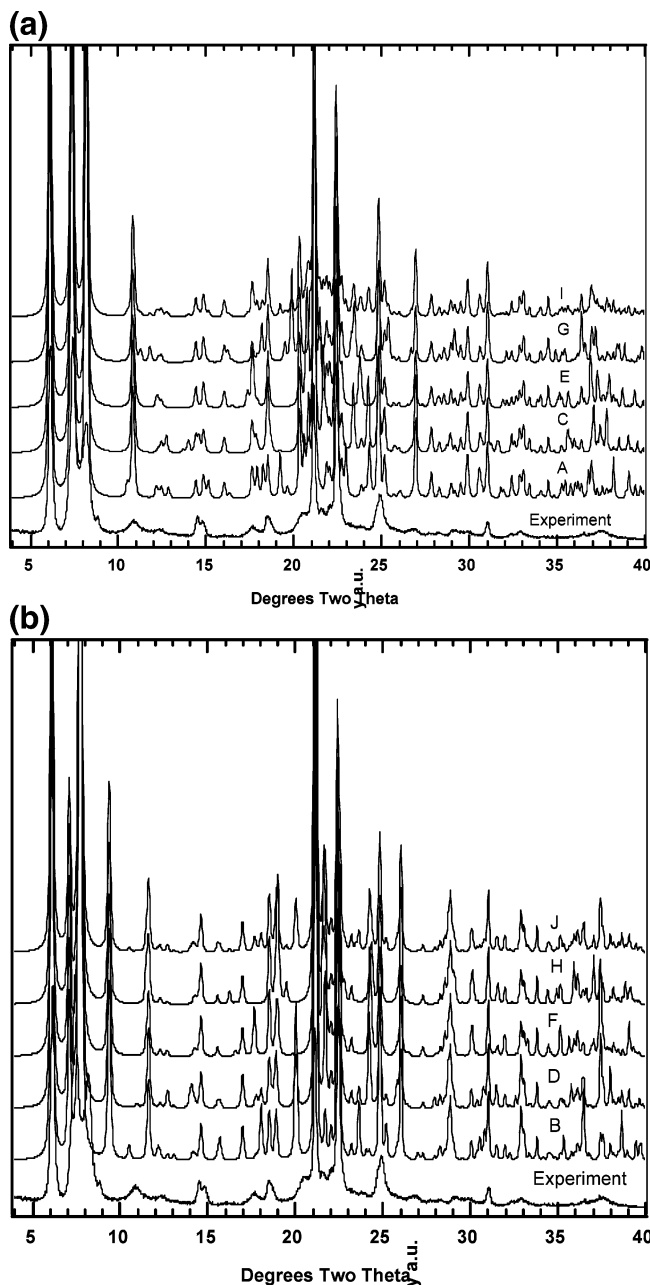 (a)
I
G
E
C
A
Experiment
5 10 15 20 25 30 35 40
y a.u.
Degrees Two Theta
(b)
J
H
F
D
B
Experiment
5 10 15 20 25 30 35 40
y a.u.
Degrees Two Theta